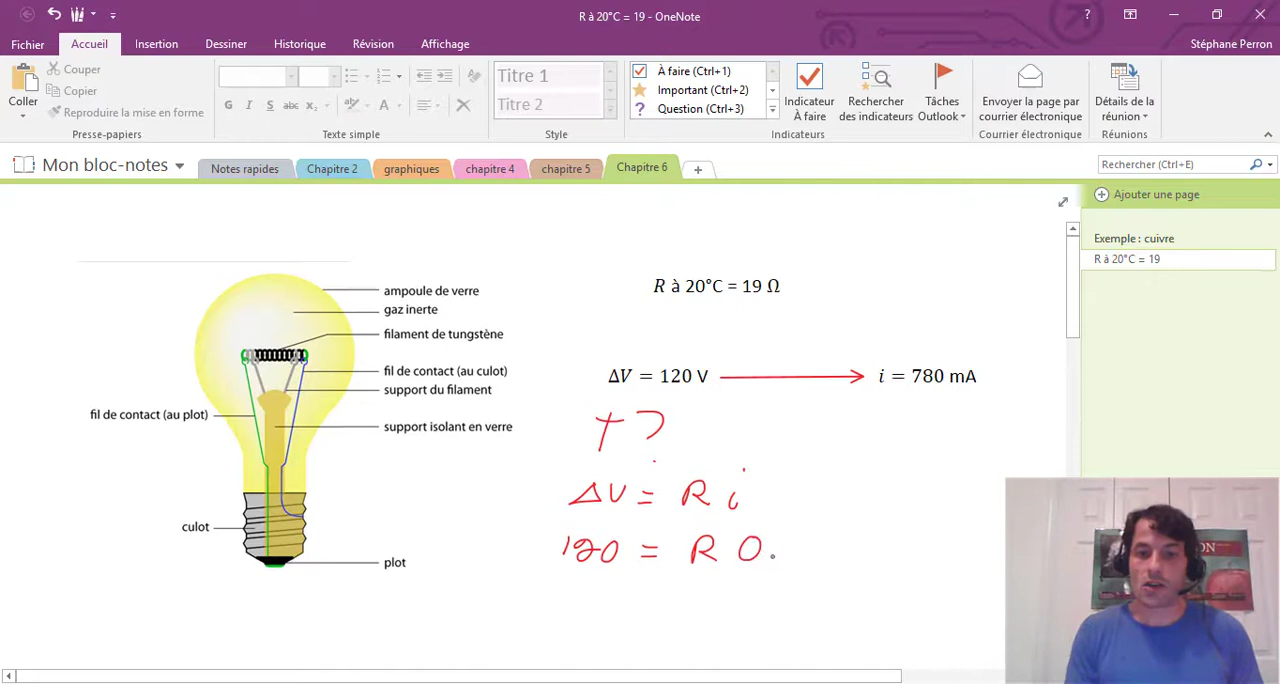 R à 20°C = 19 - OneNote
?
Fichier Accueil Insertion Dessiner Historique Révision Affichage Stéphane Perron
Coller
Couper
Copier
Reproduire la mise en forme
Presse-papiers
G I S abc x₂ A
Texte simple
Titre 1
Titre 2
Style
À faire (Ctrl+1)
Important (Ctrl+2)
? Question (Ctrl+3)
Indicateur
À faire
Rechercher
des indicateurs
Indicateurs
Tâches
Outlook
Envoyer la page par
courrier électronique
Courrier électronique
Détails de la
réunion
Réunions
Mon bloc-notes Notes rapides Chapitre 2 graphiques chapitre 4 chapitre 5 Chapitre 6 +
Rechercher (Ctrl+E)
Ajouter une page
Exemple : cuivre
R à 20°C = 19
ampoule de verre
gaz inerte
filament de tungstène
fil de contact (au culot)
support du filament
fil de contact (au plot)
support isolant en verre
culot
plot
R à 20°C = 19 Ω
ΔV = 120 V → i = 780 mA
T ?
ΔV = R i
120 = R 0.